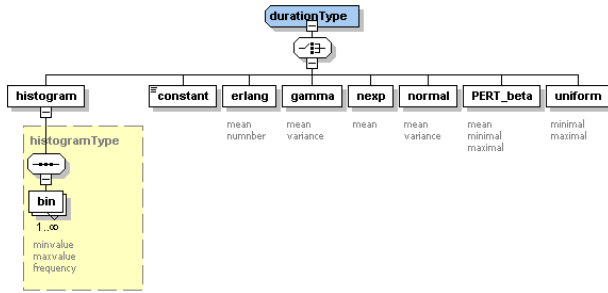 durationType
histogram
constant
erlang
gamma
nexp
normal
PERT_beta
uniform
mean
numnber
mean
variance
mean
mean
variance
mean
minimal
maximal
minimal
maximal
histogramType
bin
1..∞
minvalue
maxvalue
frequency